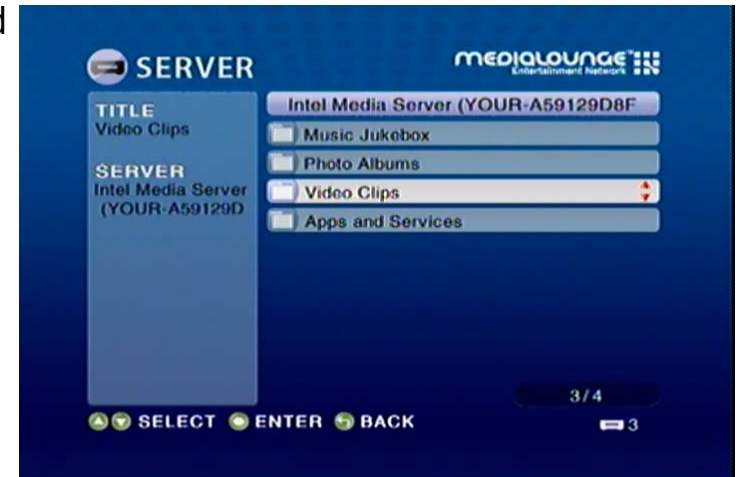 d
SERVER
MEDIALOUNGE™
Entertainment Network
TITLE
Video Clips
SERVER
Intel Media Server
(YOUR-A59129D
Intel Media Server (YOUR-A59129D8F
Music Jukebox
Photo Albums
Video Clips
Apps and Services
3/4
SELECT ENTER BACK
3